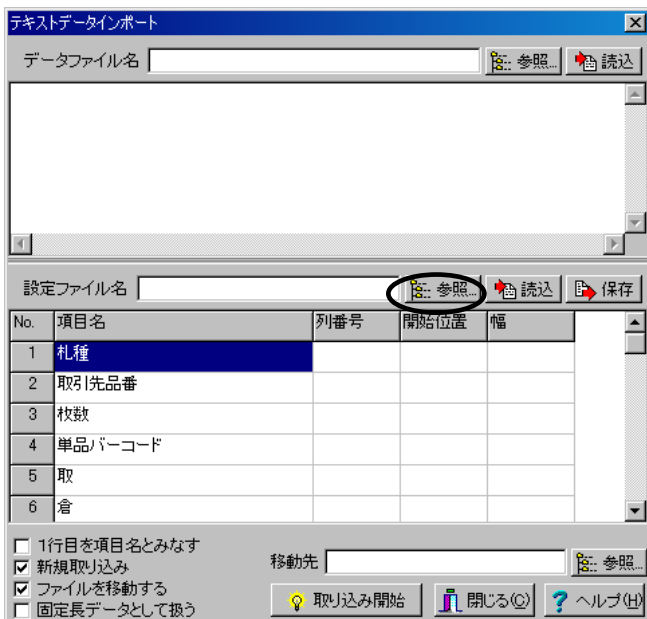 テキストデータインポート
データファイル名 参照... 読込
設定ファイル名 参照... 読込 保存
No. 項目名 列番号 開始位置 幅
1 札種
2 取引先品番
3 枚数
4 単品バーコード
5 取
6 倉
1行目を項目名とみなす
新規取り込み 移動先 参照...
ファイルを移動する
固定長データとして扱う 取り込み開始 閉じる(C) ヘルプ(H)